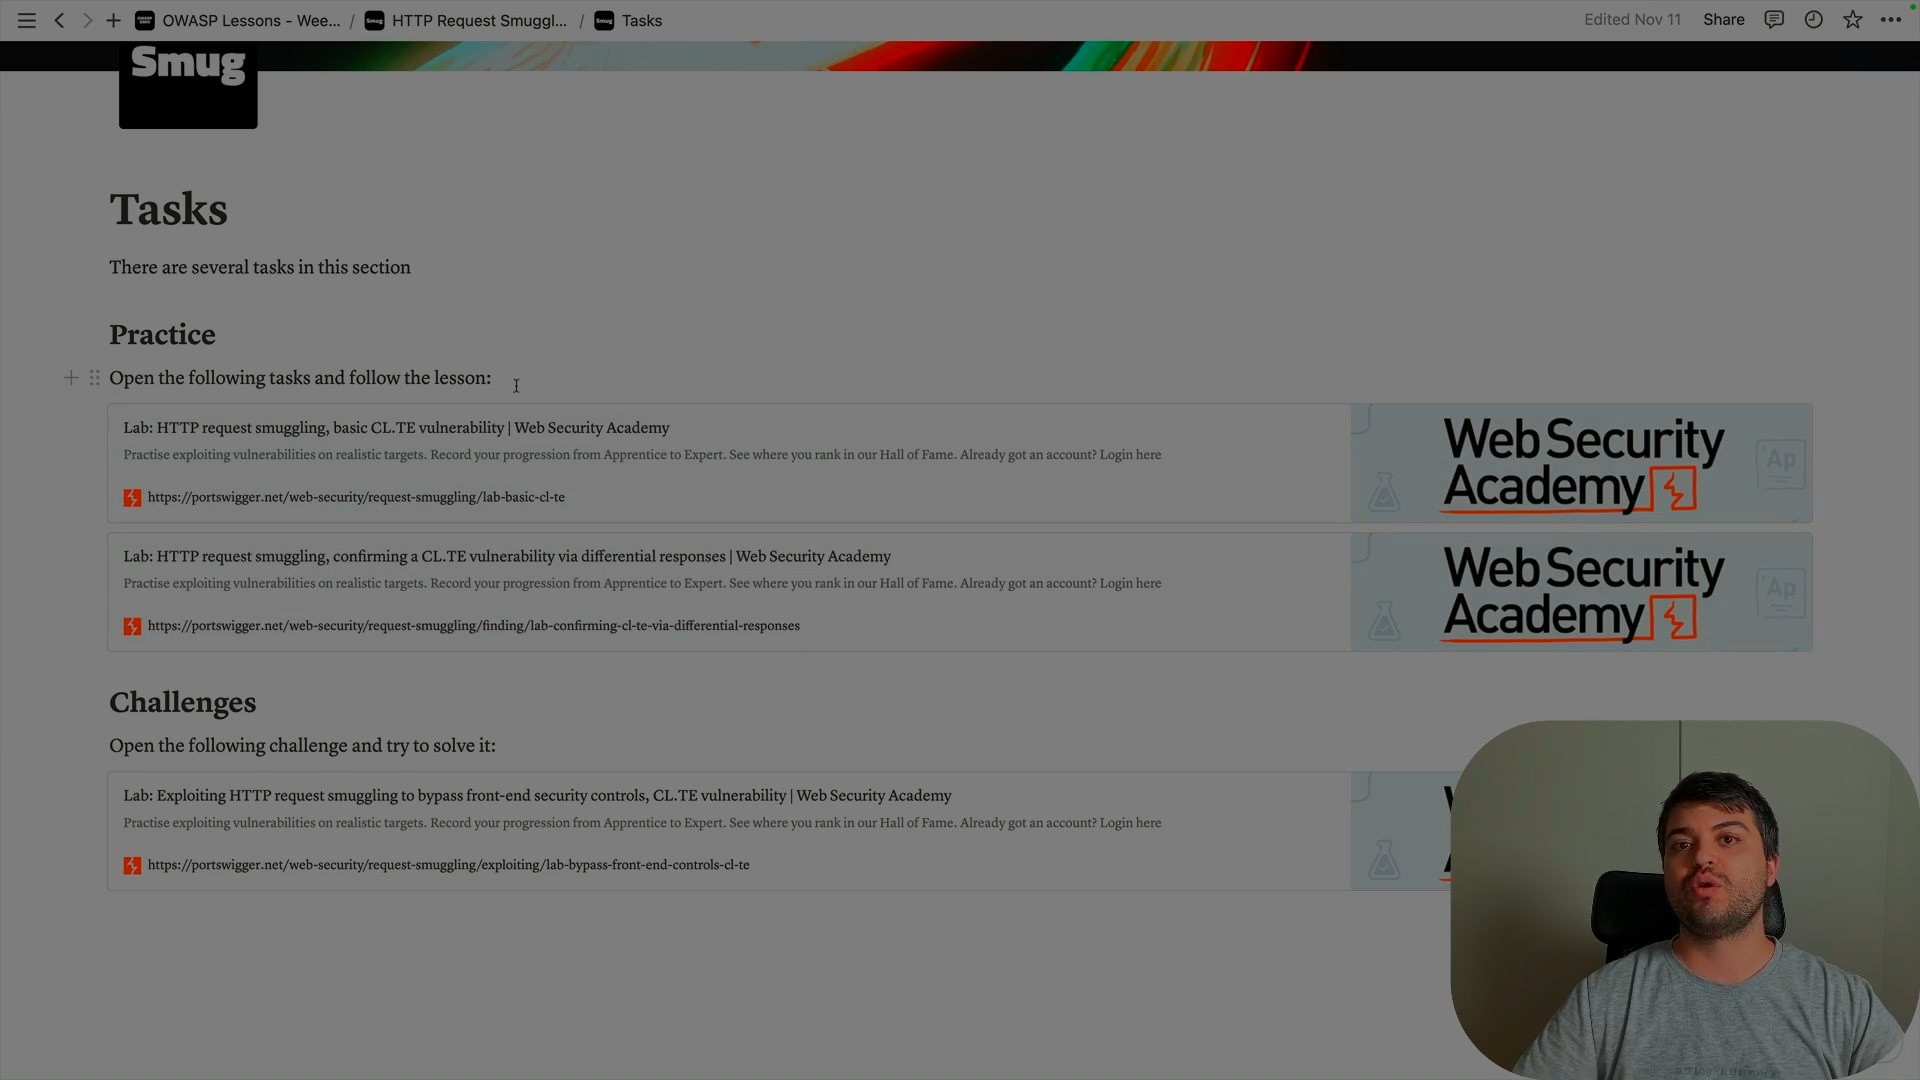 OWASP Lessons - Wee... / Smug HTTP Request Smuggl... / Smug Tasks
Edited Nov 11 Share
Smug
Tasks
There are several tasks in this section
Practice
Open the following tasks and follow the lesson:
Lab: HTTP request smuggling, basic CL.TE vulnerability | Web Security Academy
Practise exploiting vulnerabilities on realistic targets. Record your progression from Apprentice to Expert. See where you rank in our Hall of Fame. Already got an account? Login here
https://portswigger.net/web-security/request-smuggling/lab-basic-cl-te
Web Security
Academy
Ap
Lab: HTTP request smuggling, confirming a CL.TE vulnerability via differential responses | Web Security Academy
Practise exploiting vulnerabilities on realistic targets. Record your progression from Apprentice to Expert. See where you rank in our Hall of Fame. Already got an account? Login here
https://portswigger.net/web-security/request-smuggling/finding/lab-confirming-cl-te-via-differential-responses
Web Security
Academy
Ap
Challenges
Open the following challenge and try to solve it:
Lab: Exploiting HTTP request smuggling to bypass front-end security controls, CL.TE vulnerability | Web Security Academy
Practise exploiting vulnerabilities on realistic targets. Record your progression from Apprentice to Expert. See where you rank in our Hall of Fame. Already got an account? Login here
https://portswigger.net/web-security/request-smuggling/exploiting/lab-bypass-front-end-controls-cl-te